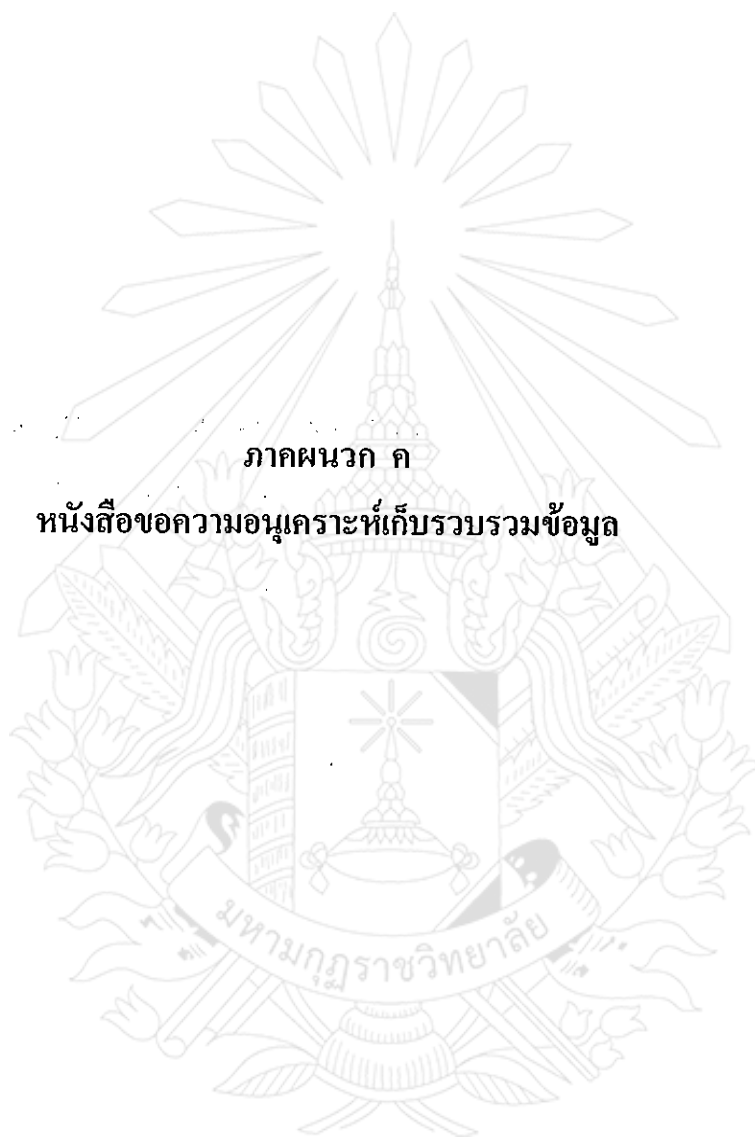 ภาคผนวก ค
หนังสือขอความอนุเคราะห์เก็บรวบรวมข้อมูล
มหามกุฏราชวิทยาลัย